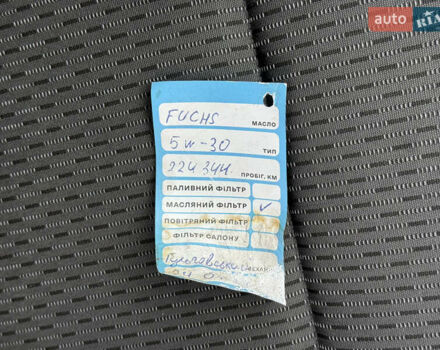 auto RIA
FUCHS
МАСЛО
5w-30
ТИП
224 344.
ПРОБІГ, КМ
ПАЛИВНИЙ ФІЛЬТР
МАСЛЯНИЙ ФІЛЬТР ✓
ПОВІТРЯНИЙ ФІЛЬТР
ФІЛЬТР САЛОНУ